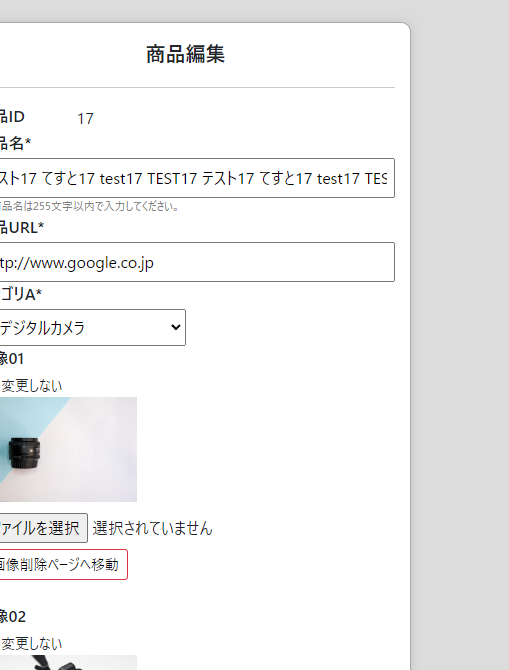 商品編集
品ID 17
品名*
スト17 てすと17 test17 TEST17 テスト17 てすと17 test17 TES
商品名は255文字以内で入力してください。
品URL*
tp://www.google.co.jp
ゴリA*
デジタルカメラ
像01
変更しない
ファイルを選択 選択されていません
画像削除ページへ移動
像02
変更しない